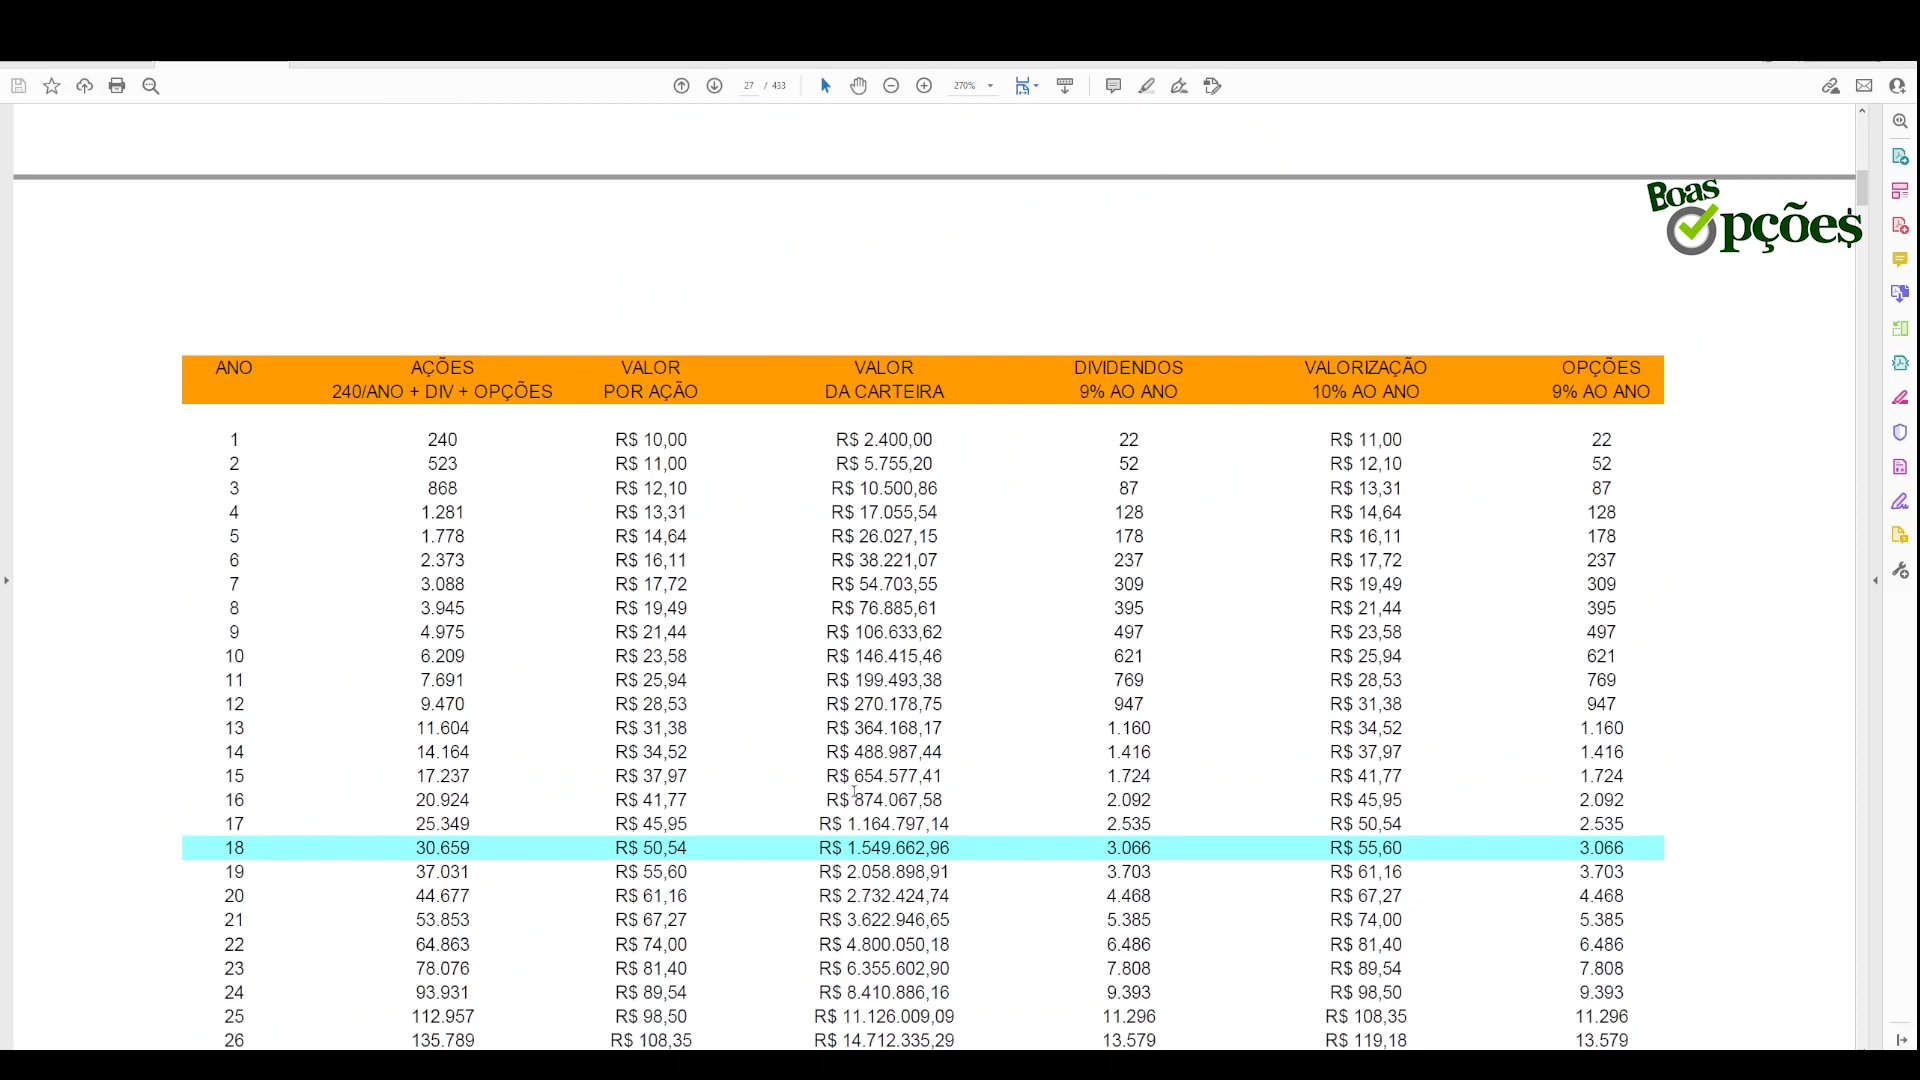 27 / 433
270%
Boas
Opções
ANO AÇÕES VALOR VALOR DIVIDENDOS VALORIZAÇÃO OPÇÕES
240/ANO + DIV + OPÇÕES POR AÇÃO DA CARTEIRA 9% AO ANO 10% AO ANO 9% AO ANO
1 240 R$ 10,00 R$ 2.400,00 22 R$ 11,00 22
2 523 R$ 11,00 R$ 5.755,20 52 R$ 12,10 52
3 868 R$ 12,10 R$ 10.500,86 87 R$ 13,31 87
4 1.281 R$ 13,31 R$ 17.055,54 128 R$ 14,64 128
5 1.778 R$ 14,64 R$ 26.027,15 178 R$ 16,11 178
6 2.373 R$ 16,11 R$ 38.221,07 237 R$ 17,72 237
7 3.088 R$ 17,72 R$ 54.703,55 309 R$ 19,49 309
8 3.945 R$ 19,49 R$ 76.885,61 395 R$ 21,44 395
9 4.975 R$ 21,44 R$ 106.633,62 497 R$ 23,58 497
10 6.209 R$ 23,58 R$ 146.415,46 621 R$ 25,94 621
11 7.691 R$ 25,94 R$ 199.493,38 769 R$ 28,53 769
12 9.470 R$ 28,53 R$ 270.178,75 947 R$ 31,38 947
13 11.604 R$ 31,38 R$ 364.168,17 1.160 R$ 34,52 1.160
14 14.164 R$ 34,52 R$ 488.987,44 1.416 R$ 37,97 1.416
15 17.237 R$ 37,97 R$ 654.577,41 1.724 R$ 41,77 1.724
16 20.924 R$ 41,77 R$ 874.067,58 2.092 R$ 45,95 2.092
17 25.349 R$ 45,95 R$ 1.164.797,14 2.535 R$ 50,54 2.535
18 30.659 R$ 50,54 R$ 1.549.662,96 3.066 R$ 55,60 3.066
19 37.031 R$ 55,60 R$ 2.058.898,91 3.703 R$ 61,16 3.703
20 44.677 R$ 61,16 R$ 2.732.424,74 4.468 R$ 67,27 4.468
21 53.853 R$ 67,27 R$ 3.622.946,65 5.385 R$ 74,00 5.385
22 64.863 R$ 74,00 R$ 4.800.050,18 6.486 R$ 81,40 6.486
23 78.076 R$ 81,40 R$ 6.355.602,90 7.808 R$ 89,54 7.808
24 93.931 R$ 89,54 R$ 8.410.886,16 9.393 R$ 98,50 9.393
25 112.957 R$ 98,50 R$ 11.126.009,09 11.296 R$ 108,35 11.296
26 135.789 R$ 108,35 R$ 14.712.335,29 13.579 R$ 119,18 13.579